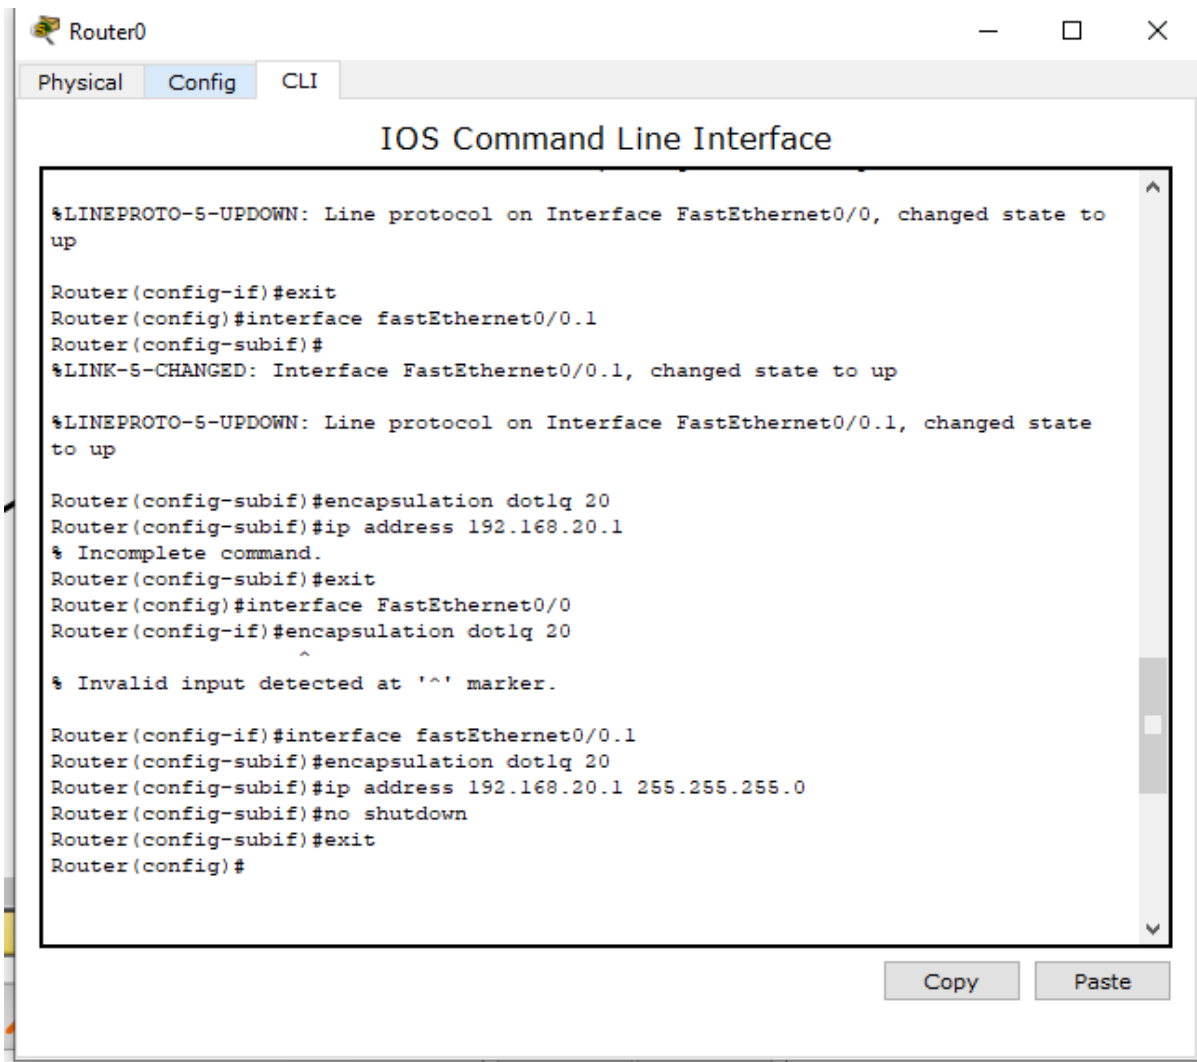 Router0
Physical Config CLI
IOS Command Line Interface
%LINEPROTO-5-UPDOWN: Line protocol on Interface FastEthernet0/0, changed state to
up
Router(config-if)#exit
Router(config)#interface fastEthernet0/0.1
Router(config-subif)#
%LINK-5-CHANGED: Interface FastEthernet0/0.1, changed state to up
%LINEPROTO-5-UPDOWN: Line protocol on Interface FastEthernet0/0.1, changed state
to up
Router(config-subif)#encapsulation dot1q 20
Router(config-subif)#ip address 192.168.20.1
% Incomplete command.
Router(config-subif)#exit
Router(config)#interface FastEthernet0/0
Router(config-if)#encapsulation dot1q 20
^
% Invalid input detected at '^' marker.
Router(config-if)#interface fastEthernet0/0.1
Router(config-subif)#encapsulation dot1q 20
Router(config-subif)#ip address 192.168.20.1 255.255.255.0
Router(config-subif)#no shutdown
Router(config-subif)#exit
Router(config)#
Copy Paste